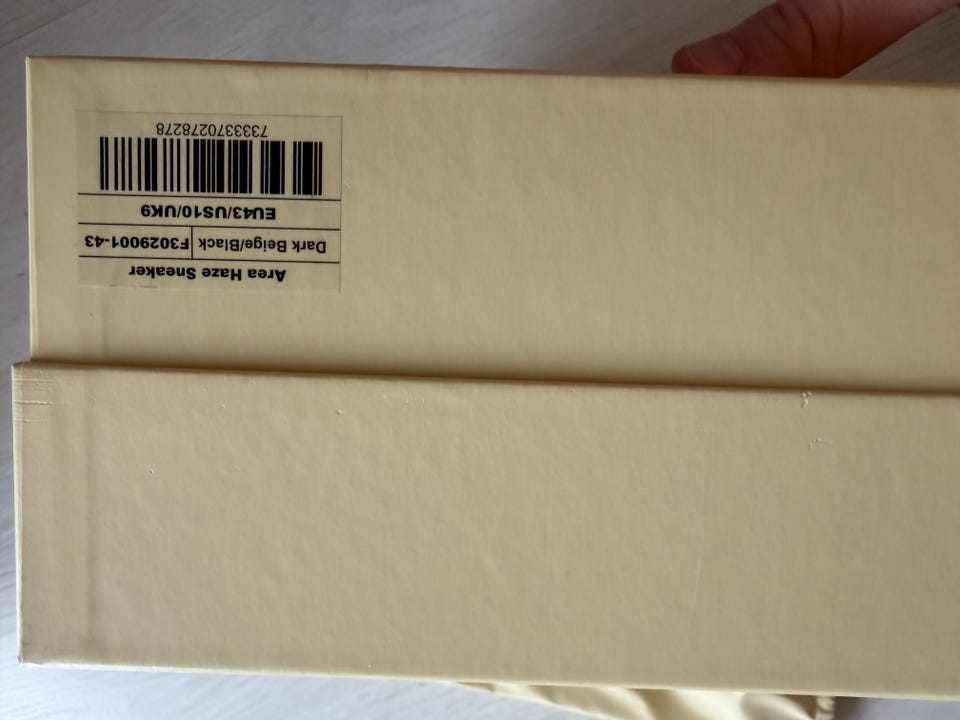 Area Haze Sneaker
Dark Beige/Black F3029001-43
EU43/US10/UK9
7333370278278